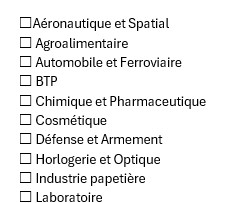 ☐Aéronautique et Spatial
☐ Agroalimentaire
☐ Automobile et Ferroviaire
☐ BTP
☐ Chimique et Pharmaceutique
☐ Cosmétique
☐ Défense et Armement
☐ Horlogerie et Optique
☐ Industrie papetière
☐ Laboratoire